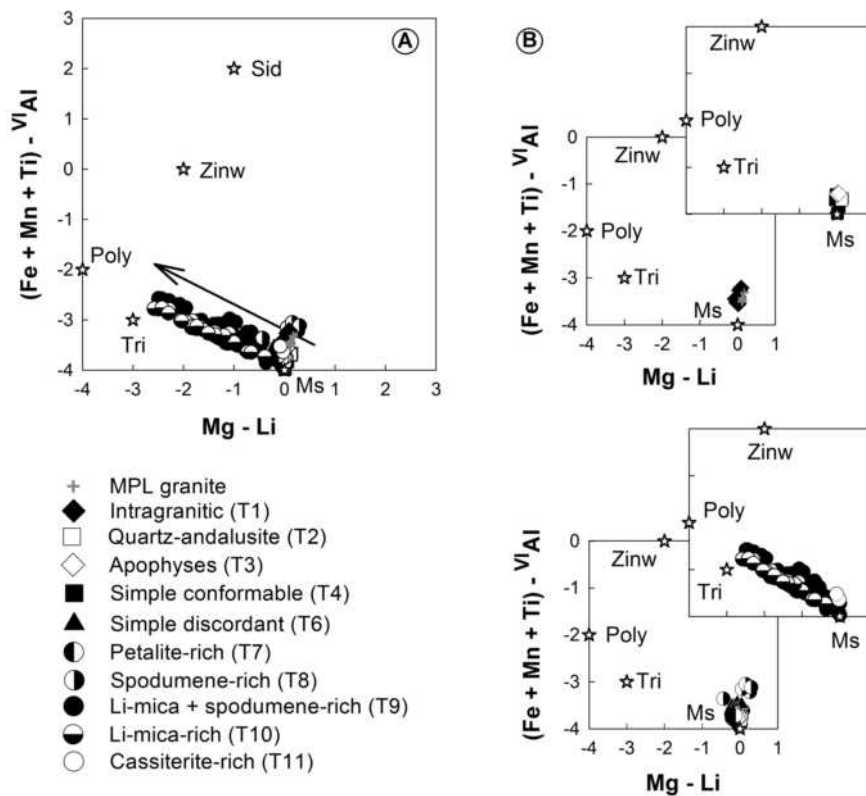 A
Sid
Zinw
Poly
Tri
Ms
3
2
1
0
-1
-2
-3
-4
-4 -3 -2 -1 0 1 2 3
(Fe + Mn + Ti) - VIAl
Mg - Li
B
Zinw
Poly
Tri
Ms
Zinw
Poly
Tri
Ms
0
-1
-2
-3
-4
-4 -3 -2 -1 0 1
(Fe + Mn + Ti) - VIAl
Mg - Li
MPL granite
Intragranitic (T1)
Quartz-andalusite (T2)
Apophyses (T3)
Simple conformable (T4)
Simple discordant (T6)
Petalite-rich (T7)
Spodumene-rich (T8)
Li-mica + spodumene-rich (T9)
Li-mica-rich (T10)
Cassiterite-rich (T11)
Zinw
Poly
Tri
Ms
Zinw
Poly
Tri
Ms
0
-1
-2
-3
-4
-4 -3 -2 -1 0 1
(Fe + Mn + Ti) - VIAl
Mg - Li